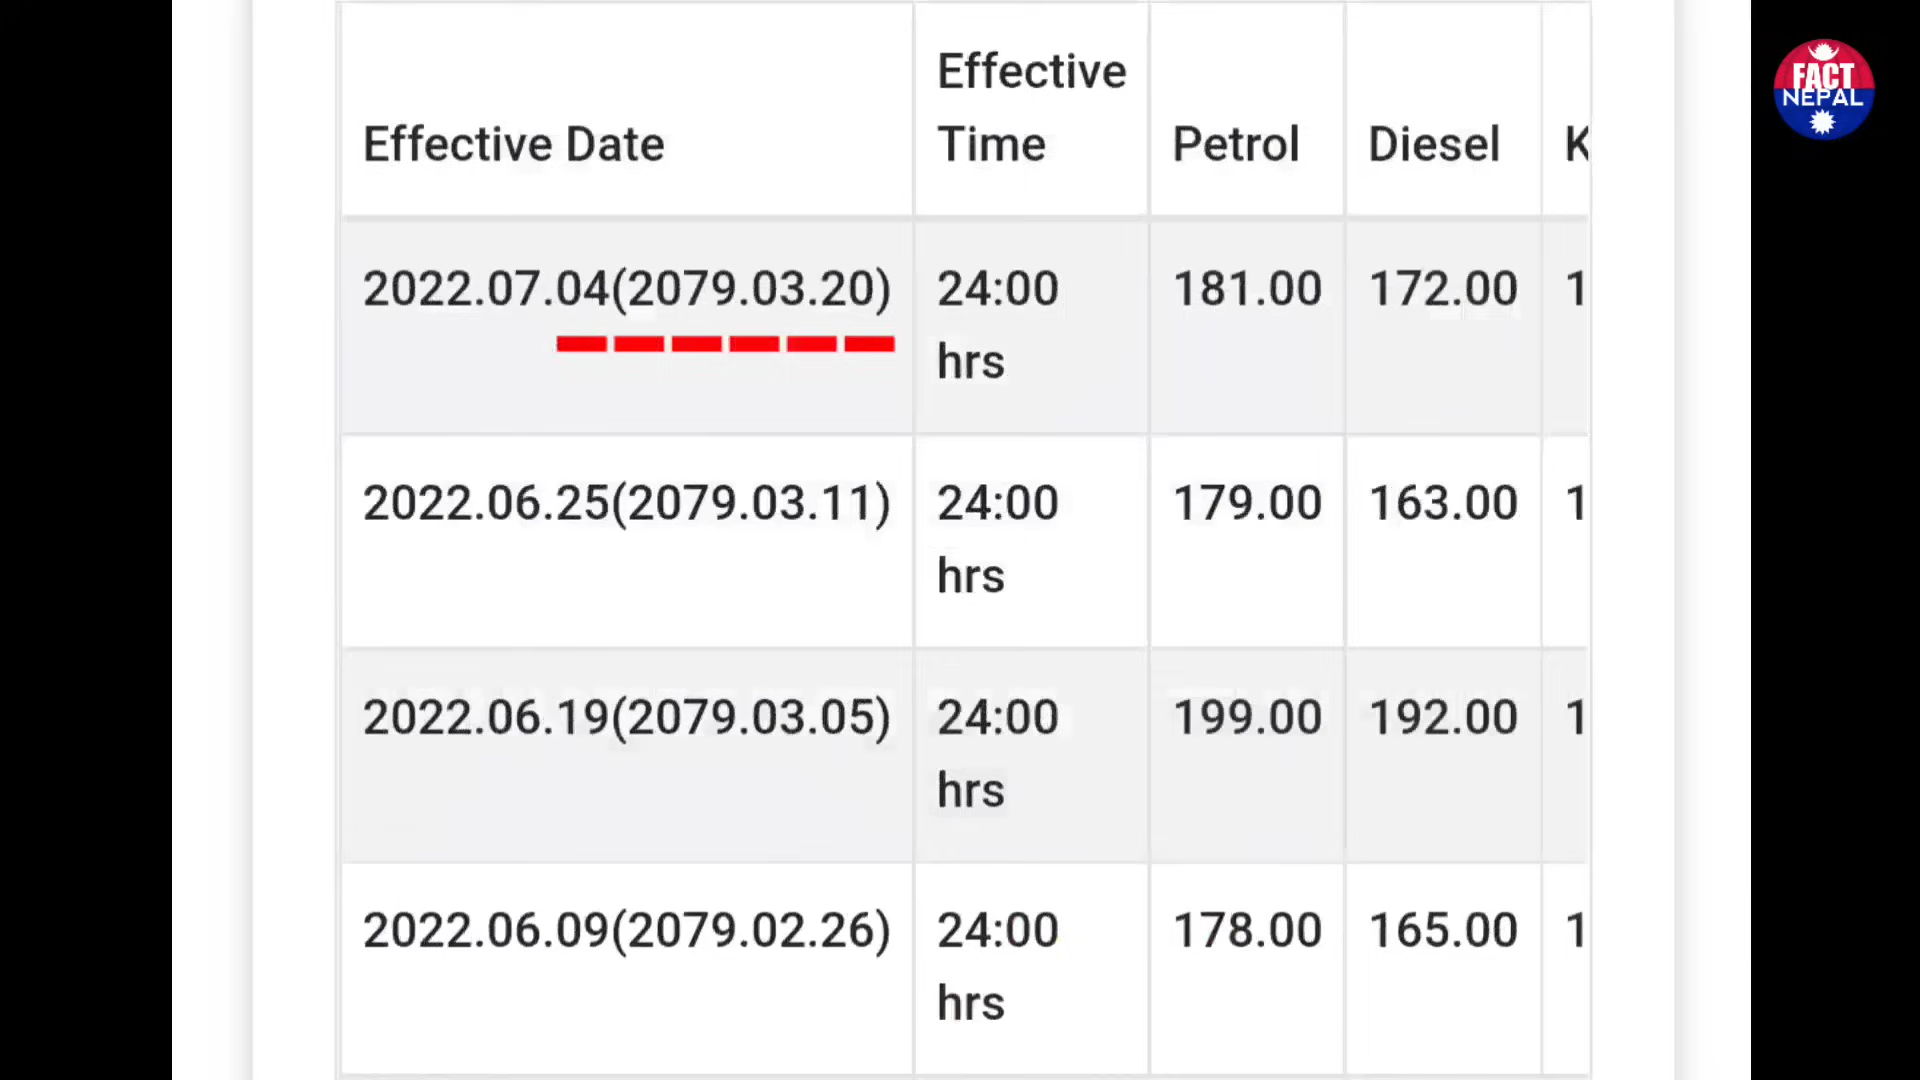 FACT
NEPAL
Effective Date
Effective
Time
Petrol
Diesel
K
2022.07.04(2079.03.20)
24:00
hrs
181.00
172.00
1
2022.06.25(2079.03.11)
24:00
hrs
179.00
163.00
1
2022.06.19(2079.03.05)
24:00
hrs
199.00
192.00
1
2022.06.09(2079.02.26)
24:00
hrs
178.00
165.00
1